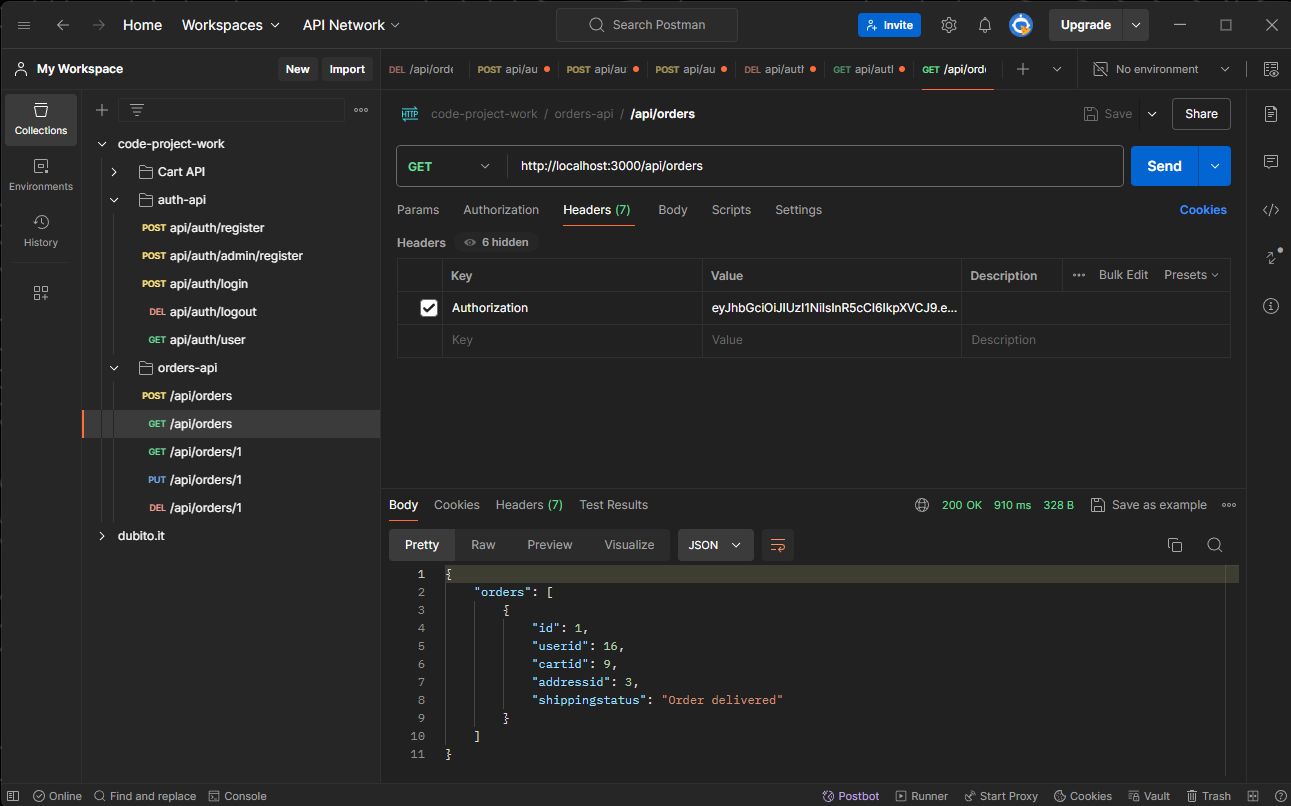 Home Workspaces API Network Search Postman Invite Upgrade
My Workspace New Import DEL /api/orde POST api/au POST api/au POST api/au DEL api/auth GET api/autl GET /api/ord No environment
Collections
Environments
History
code-project-work
Cart API
auth-api
POST api/auth/register
POST api/auth/admin/register
POST api/auth/login
DEL api/auth/logout
GET api/auth/user
orders-api
POST /api/orders
GET /api/orders
GET /api/orders/1
PUT /api/orders/1
DEL /api/orders/1
dubito.it
HTTP code-project-work / orders-api / /api/orders Save Share
GET http://localhost:3000/api/orders Send
Params Authorization Headers (7) Body Scripts Settings Cookies
Headers 6 hidden
Key Value Description Bulk Edit Presets
Authorization eyJhbGciOiJIUzI1NiIsInR5cCI6IkpXVCJ9.e...
Key Value Description
Body Cookies Headers (7) Test Results 200 OK 910 ms 328 B Save as example
Pretty Raw Preview Visualize JSON
1 {
2 "orders": [
3 {
4 "id": 1,
5 "userid": 16,
6 "cartid": 9,
7 "addressid": 3,
8 "shippingstatus": "Order delivered"
9 }
10 ]
11 }
Online Find and replace Console Postbot Runner Start Proxy Cookies Vault Trash